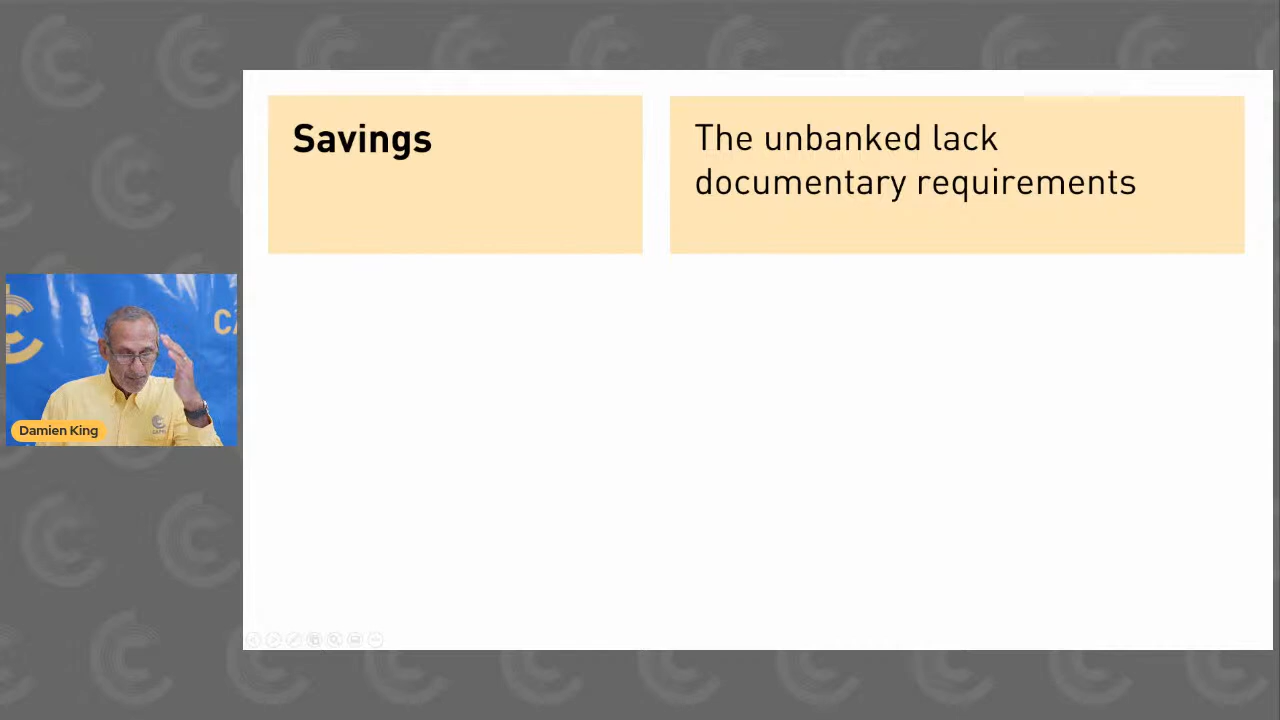 Savings
The unbanked lack
documentary requirements
Damien King